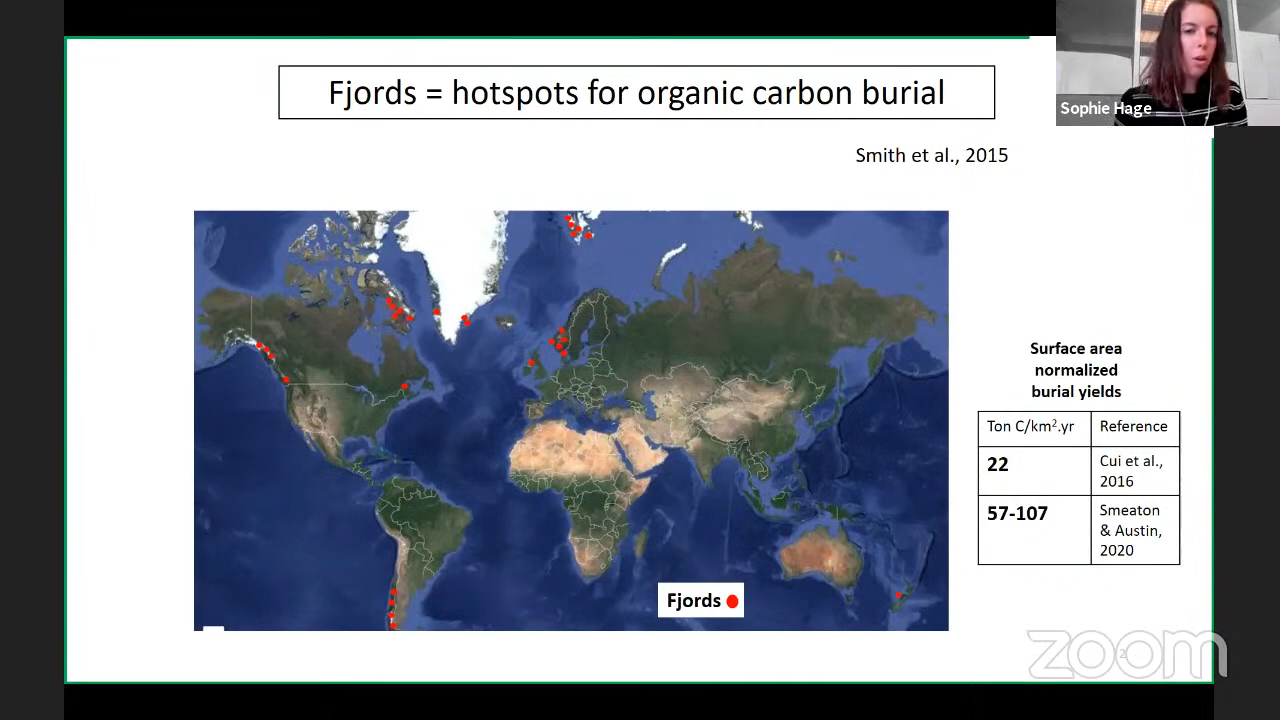 Fjords = hotspots for organic carbon burial
Sophie Hage
Smith et al., 2015
Surface area
normalized
burial yields
Ton C/km².yr
Reference
22
Cui et al.,
2016
57-107
Smeaton
& Austin,
2020
Fjords
zoom
2